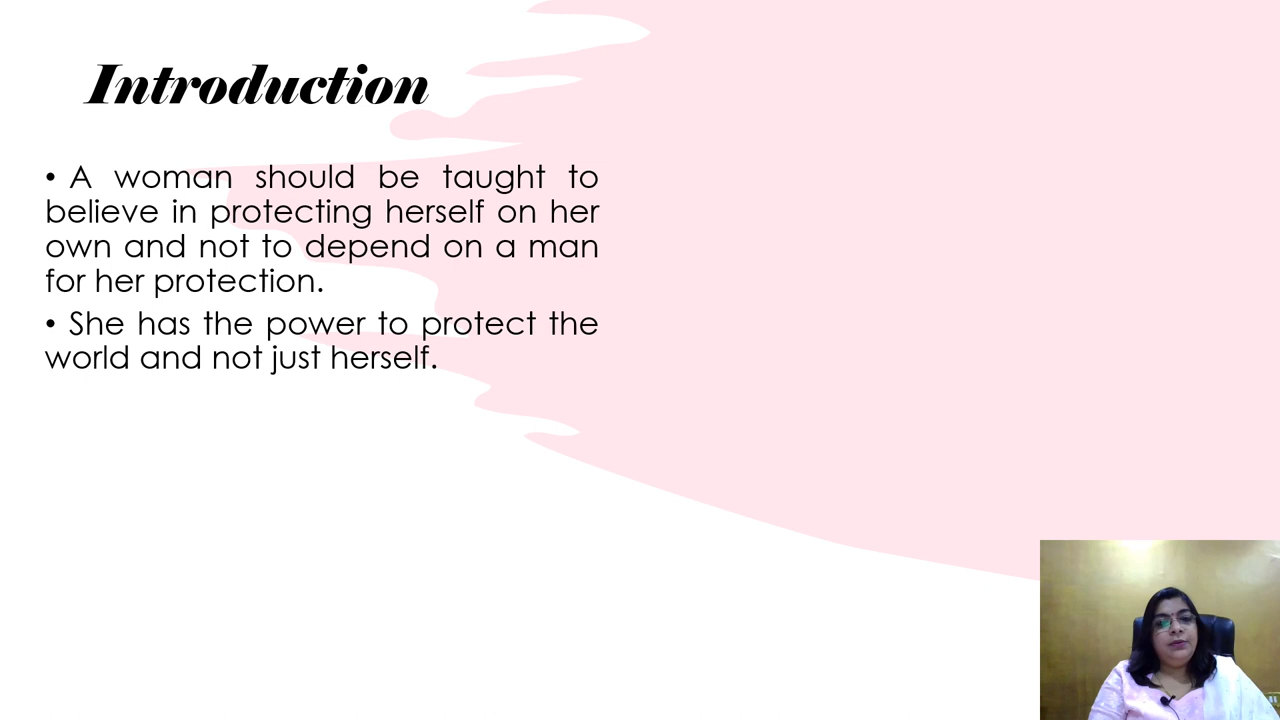 Introduction
• A woman should be taught to
believe in protecting herself on her
own and not to depend on a man
for her protection.
• She has the power to protect the
world and not just herself.